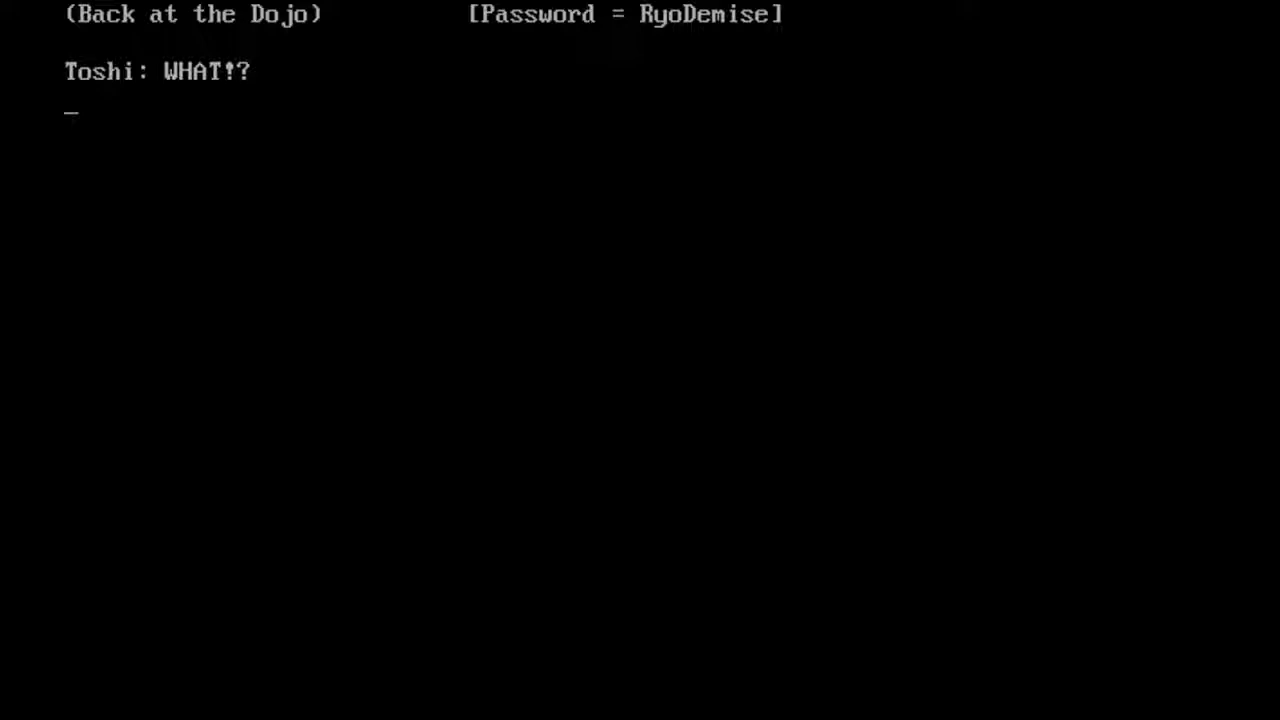 (Back at the Dojo) [Password = RyoDemise]
Toshi: WHAT!?
_